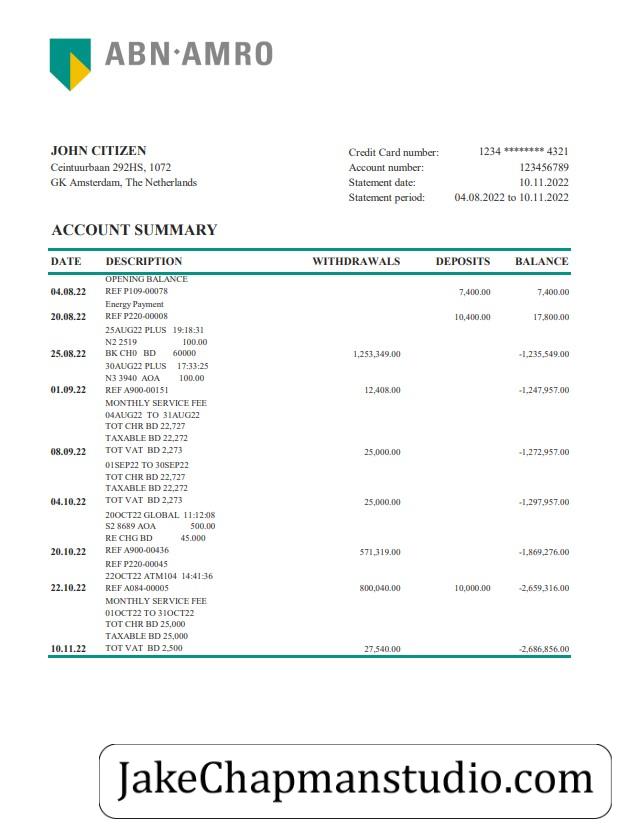 ABN·AMRO
JOHN CITIZEN
Ceintuurbaan 292HS, 1072
GK Amsterdam, The Netherlands
Credit Card number: 1234 ******** 4321
Account number: 123456789
Statement date: 10.11.2022
Statement period: 04.08.2022 to 10.11.2022
ACCOUNT SUMMARY
DATE DESCRIPTION WITHDRAWALS DEPOSITS BALANCE
OPENING BALANCE
04.08.22 REF P109-00078 7,400.00 7,400.00
Energy Payment
20.08.22 REF P220-00008 10,400.00 17,800.00
25AUG22 PLUS 19:18:31
N2 2519 100.00
25.08.22 BK CH0 BD 60000 1,253,349.00 -1,235,549.00
30AUG22 PLUS 17:33:25
N3 3940 AOA 100.00
01.09.22 REF A900-00151 12,408.00 -1,247,957.00
MONTHLY SERVICE FEE
04AUG22 TO 31AUG22
TOT CHR BD 22,727
TAXABLE BD 22,272
08.09.22 TOT VAT BD 2,273 25,000.00 -1,272,957.00
01SEP22 TO 30SEP22
TOT CHR BD 22,727
TAXABLE BD 22,272
04.10.22 TOT VAT BD 2,273 25,000.00 -1,297,957.00
20OCT22 GLOBAL 11:12:08
S2 8689 AOA 500.00
RE CHG BD 45.000
20.10.22 REF A900-00436 571,319.00 -1,869,276.00
REF P220-00045
22OCT22 ATM104 14:41:36
22.10.22 REF A084-00005 800,040.00 10,000.00 -2,659,316.00
MONTHLY SERVICE FEE
01OCT22 TO 31OCT22
TOT CHR BD 25,000
TAXABLE BD 25,000
10.11.22 TOT VAT BD 2,500 27,540.00 -2,686,856.00
JakeChapmanstudio.com